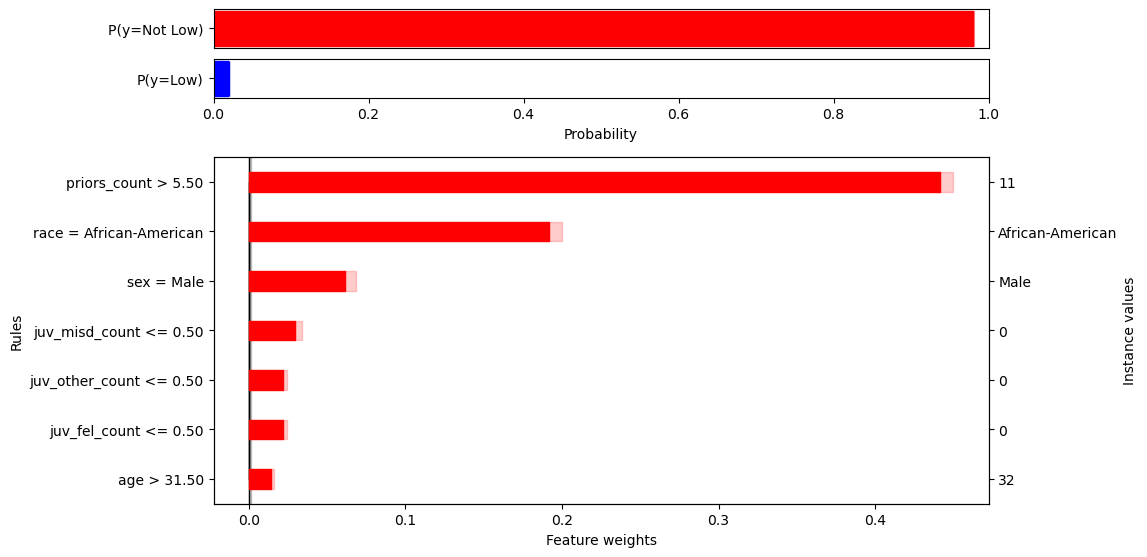 P(y=Not Low)
P(y=Low)
0.0 0.2 0.4 0.6 0.8 1.0
Probability
Rules
priors_count > 5.50 11
race = African-American African-American
sex = Male Male
juv_misd_count <= 0.50 0
juv_other_count <= 0.50 0
juv_fel_count <= 0.50 0
age > 31.50 32
Instance values
0.0 0.1 0.2 0.3 0.4
Feature weights